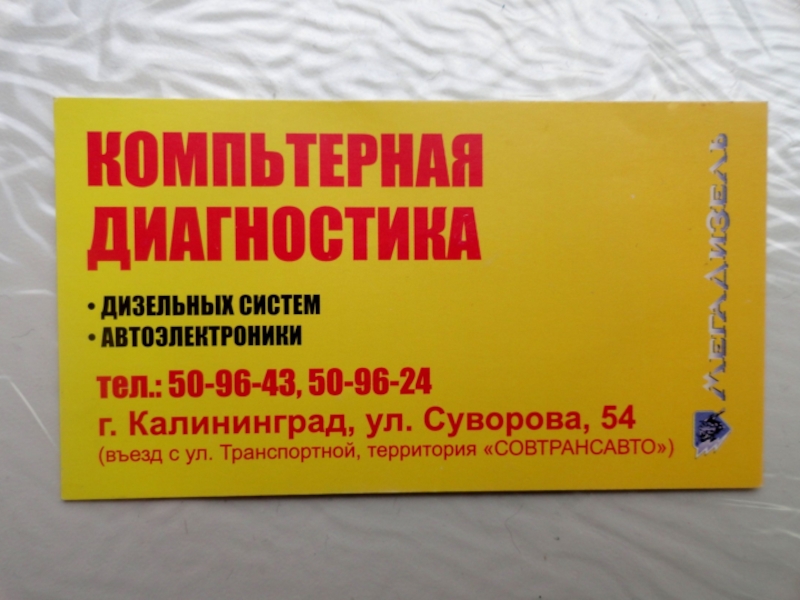 КОМПЬТЕРНАЯ
ДИАГНОСТИКА
• ДИЗЕЛЬНЫХ СИСТЕМ
• АВТОЭЛЕКТРОНИКИ
тел.: 50-96-43, 50-96-24
г. Калининград, ул. Суворова, 54
(въезд с ул. Транспортной, территория «СОВТРАНСАВТО»)
МЕГАДИЗЕЛЬ